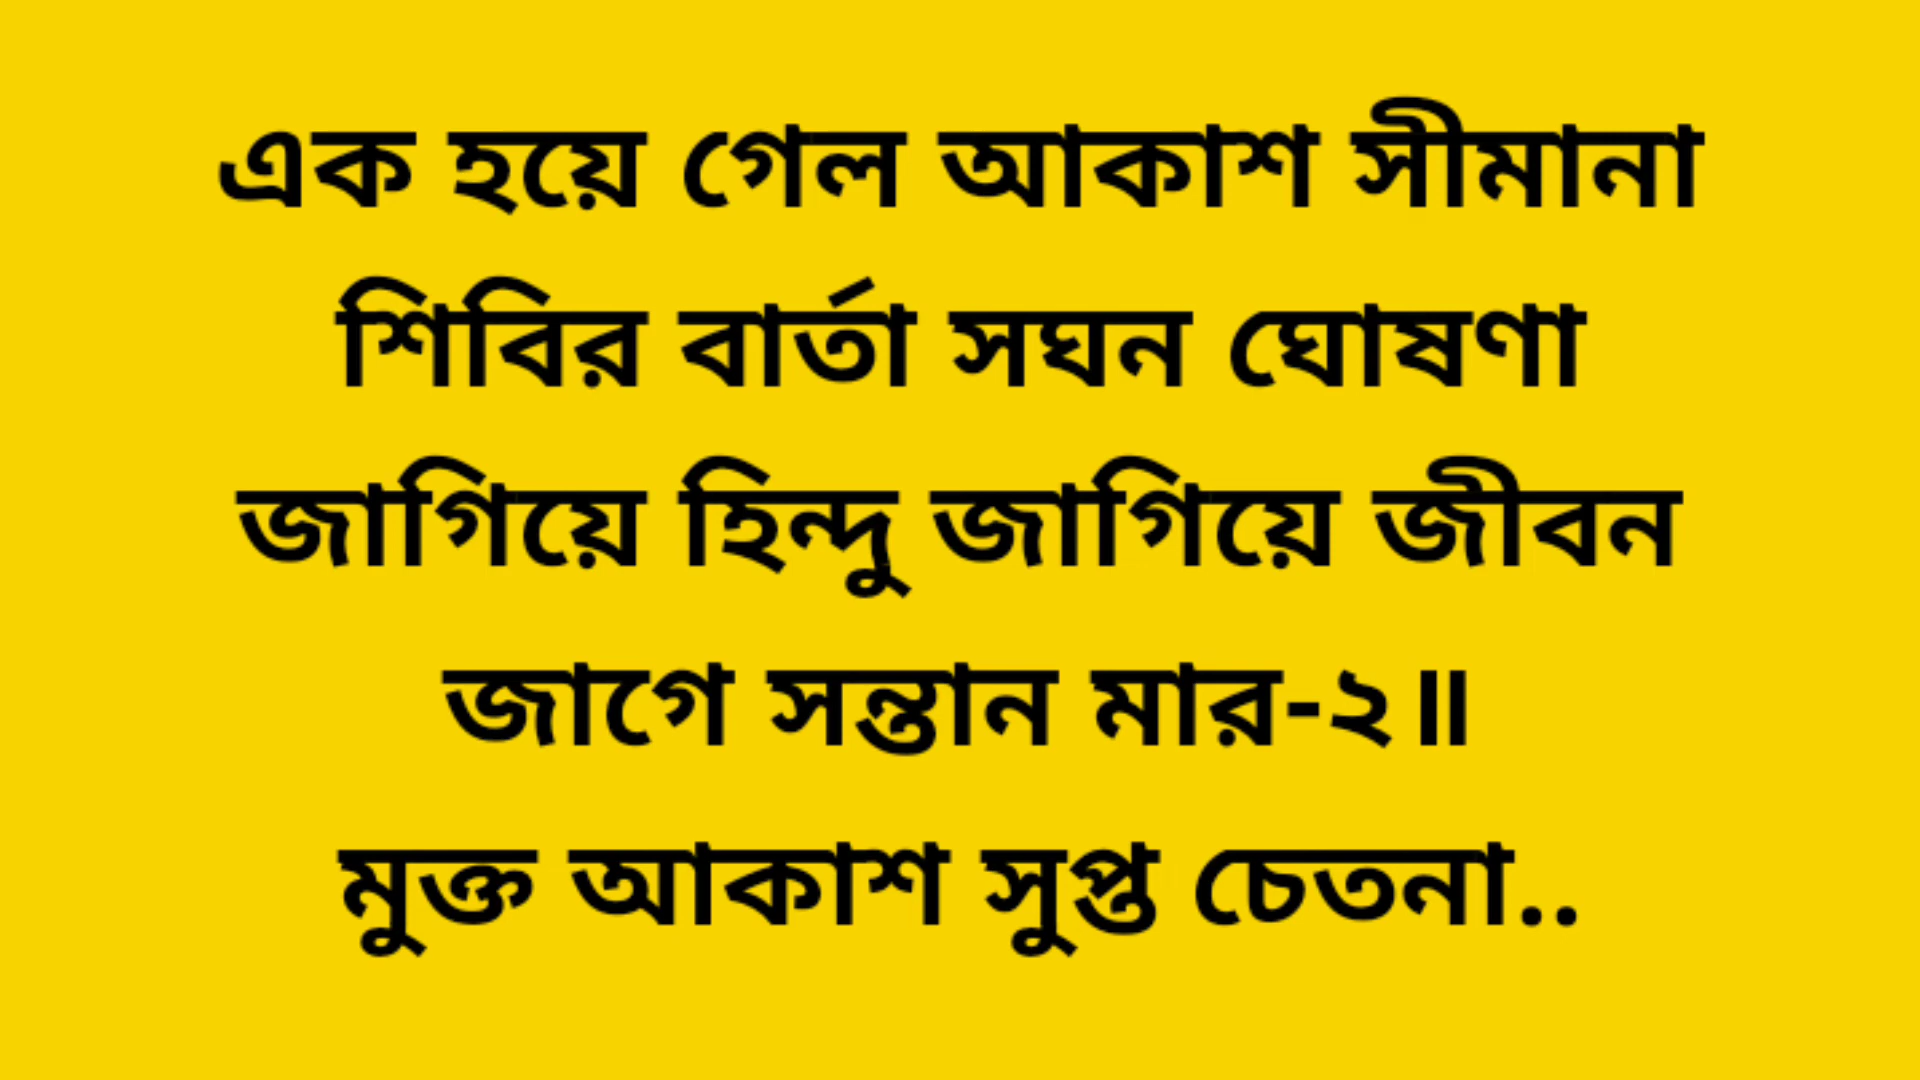 এক হয়ে গেল আকাশ সীমানা
শিবির বার্তা সঘন ঘোষণা
জাগিয়ে হিন্দু জাগিয়ে জীবন
জাগে সন্তান মার-২॥
মুক্ত আকাশ সুপ্ত চেতনা..